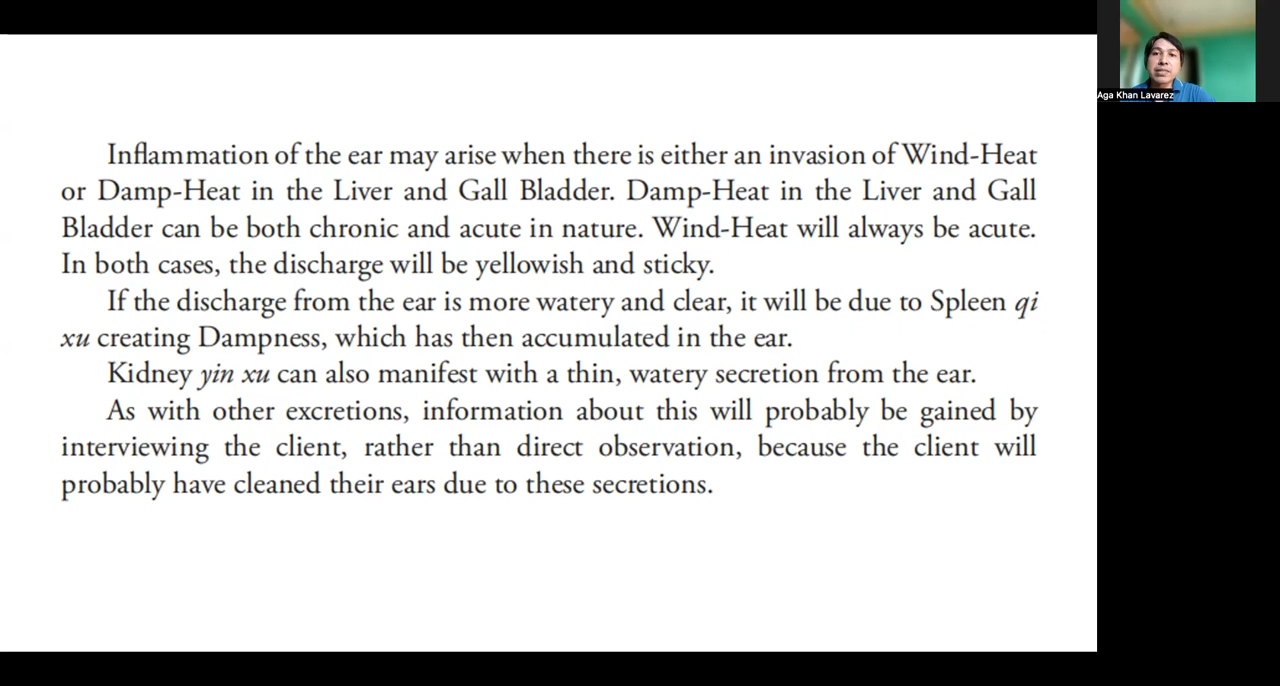 Inflammation of the ear may arise when there is either an invasion of Wind-Heat
or Damp-Heat in the Liver and Gall Bladder. Damp-Heat in the Liver and Gall
Bladder can be both chronic and acute in nature. Wind-Heat will always be acute.
In both cases, the discharge will be yellowish and sticky.
If the discharge from the ear is more watery and clear, it will be due to Spleen qi
xu creating Dampness, which has then accumulated in the ear.
Kidney yin xu can also manifest with a thin, watery secretion from the ear.
As with other excretions, information about this will probably be gained by
interviewing the client, rather than direct observation, because the client will
probably have cleaned their ears due to these secretions.
Aga Khan Lavarez